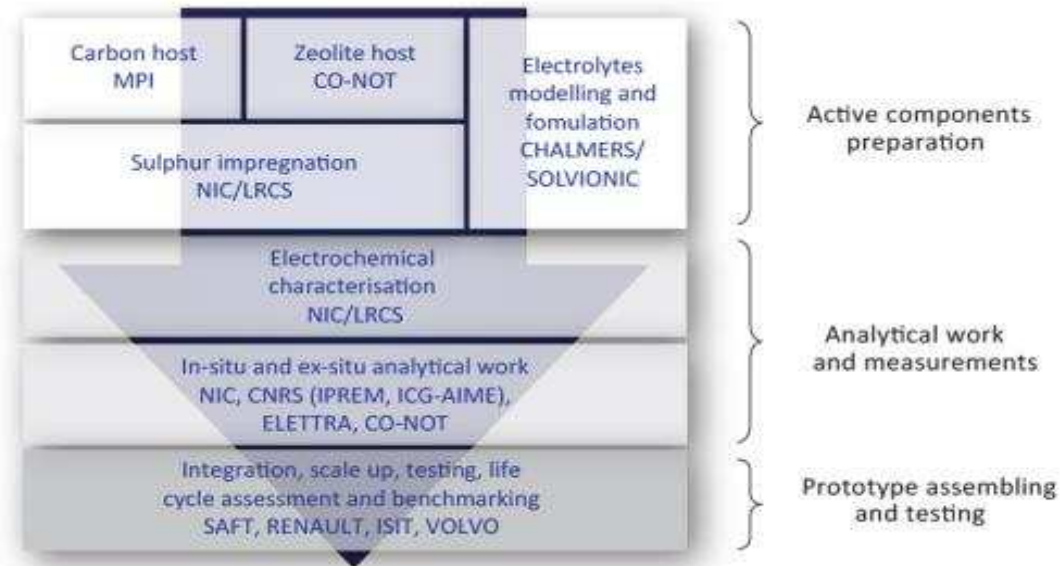 Carbon host
MPI
Zeolite host
CO-NOT
Electrolytes
modelling and
fomulation
CHALMERS/
SOLVIONIC
Sulphur impregnation
NIC/LRCS
Active components
preparation
Electrochemical
characterisation
NIC/LRCS
In-situ and ex-situ analytical work
NIC, CNRS (IPREM, ICG-AIME),
ELETTRA, CO-NOT
Analytical work
and measurements
Integration, scale up, testing, life
cycle assessment and benchmarking
SAFT, RENAULT, ISIT, VOLVO
Prototype assembling
and testing